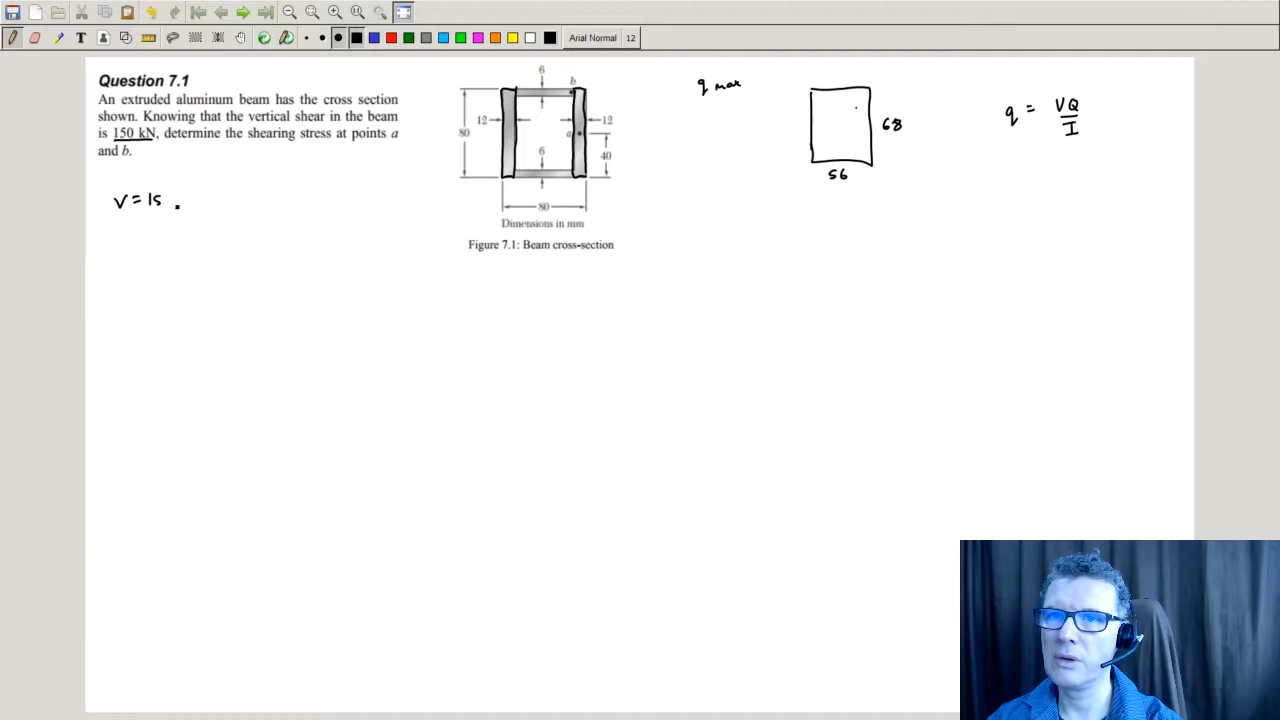 Arial Normal 12
Question 7.1
An extruded aluminum beam has the cross section
shown. Knowing that the vertical shear in the beam
is 150 kN, determine the shearing stress at points a
and b.
V = 15
6
b
12
12
80
a
6
40
80
Dimensions in mm
Figure 7.1: Beam cross-section
q max
68
56
q = VQ
I